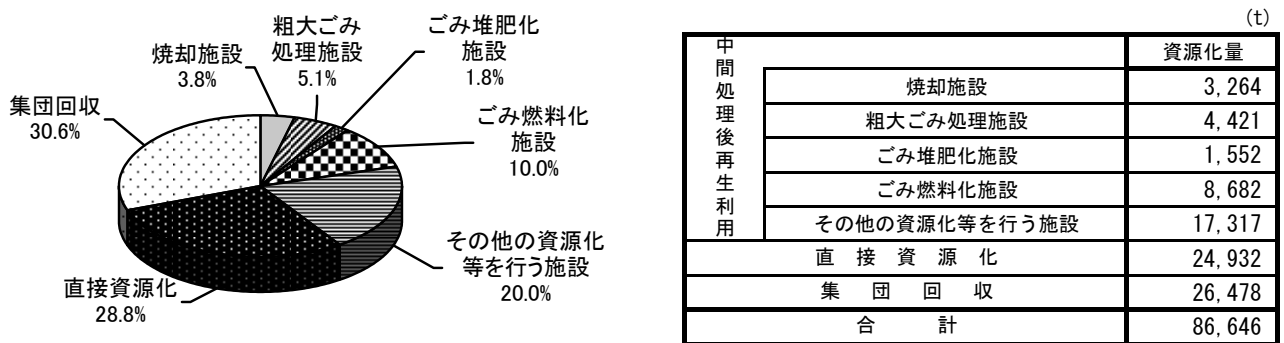 焼却施設
3.8%
粗大ごみ
処理施設
5.1%
ごみ堆肥化
施設
1.8%
ごみ燃料化
施設
10.0%
その他の資源化
等を行う施設
20.0%
直接資源化
28.8%
集団回収
30.6%
(t)
中間処理後再生利用
資源化量
焼却施設 3,264
粗大ごみ処理施設 4,421
ごみ堆肥化施設 1,552
ごみ燃料化施設 8,682
その他の資源化等を行う施設 17,317
直 接 資 源 化 24,932
集 団 回 収 26,478
合 計 86,646